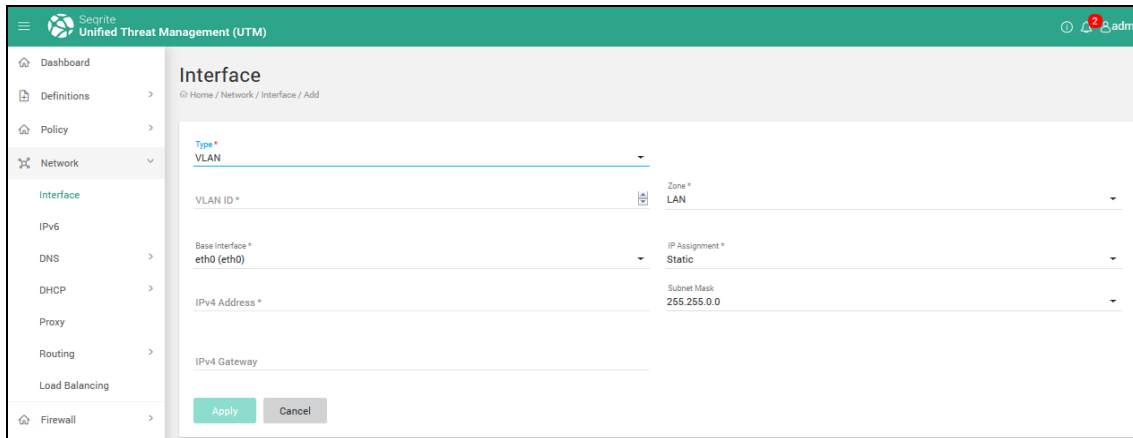 Seqrite
Unified Threat Management (UTM)
2
adm
Dashboard
Definitions
Policy
Network
Interface
IPv6
DNS
DHCP
Proxy
Routing
Load Balancing
Firewall
Interface
Home / Network / Interface / Add
Type *
VLAN
VLAN ID *
Zone *
LAN
Base Interface *
eth0 (eth0)
IP Assignment *
Static
IPv4 Address *
Subnet Mask
255.255.0.0
IPv4 Gateway
Apply
Cancel